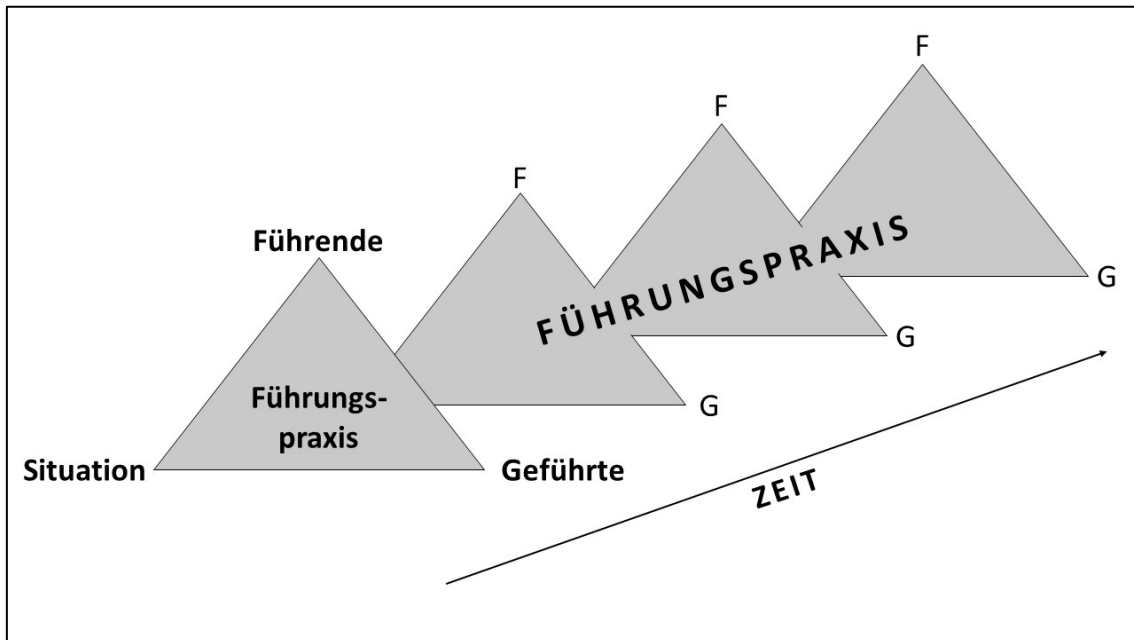 F
F
F
Führende
FÜHRUNGSPRAXIS
G
G
Führungs-
praxis
G
Situation
Geführte
ZEIT